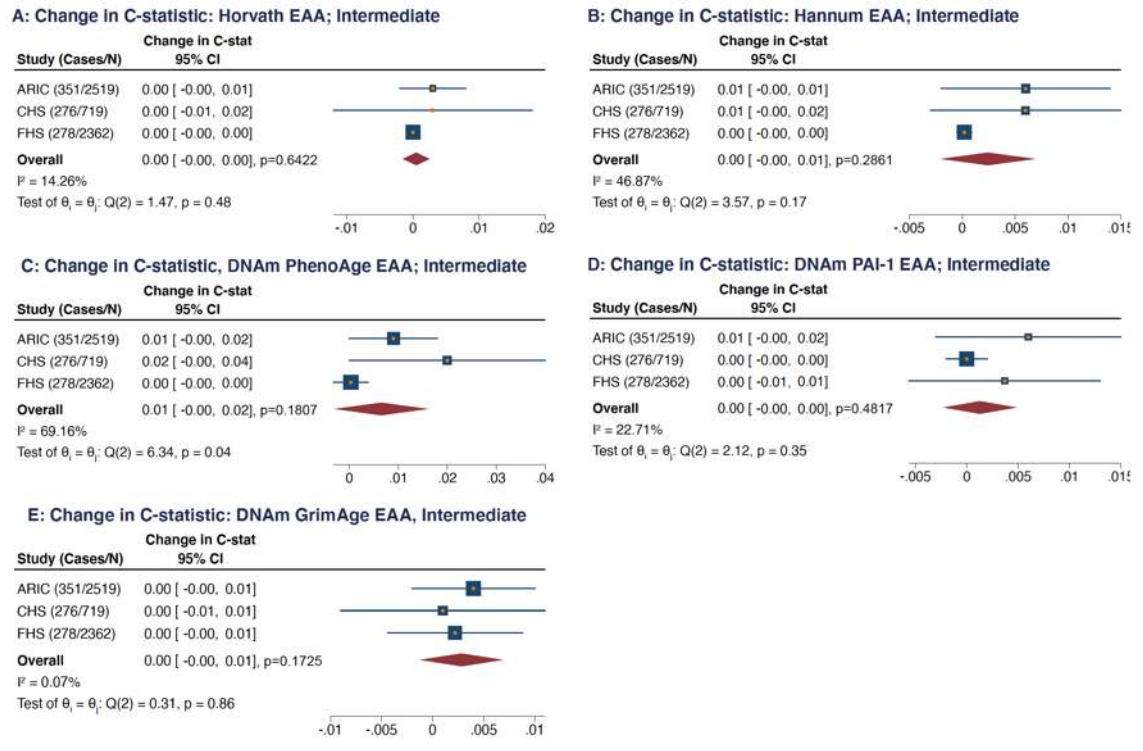 A: Change in C-statistic: Horvath EAA; Intermediate
Change in C-stat
Study (Cases/N) 95% CI
ARIC (351/2519) 0.00 [ -0.00, 0.01]
CHS (276/719) 0.00 [ -0.01, 0.02]
FHS (278/2362) 0.00 [ -0.00, 0.00]
Overall 0.00 [ -0.00, 0.00], p=0.6422
I² = 14.26%
Test of θᵢ = θⱼ: Q(2) = 1.47, p = 0.48
-.01 0 .01 .02
B: Change in C-statistic: Hannum EAA; Intermediate
Change in C-stat
Study (Cases/N) 95% CI
ARIC (351/2519) 0.01 [ -0.00, 0.01]
CHS (276/719) 0.01 [ -0.00, 0.02]
FHS (278/2362) 0.00 [ -0.00, 0.00]
Overall 0.00 [ -0.00, 0.01], p=0.2861
I² = 46.87%
Test of θᵢ = θⱼ: Q(2) = 3.57, p = 0.17
-.005 0 .005 .01 .015
C: Change in C-statistic, DNAm PhenoAge EAA; Intermediate
Change in C-stat
Study (Cases/N) 95% CI
ARIC (351/2519) 0.01 [ -0.00, 0.02]
CHS (276/719) 0.02 [ -0.00, 0.04]
FHS (278/2362) 0.00 [ -0.00, 0.00]
Overall 0.01 [ -0.00, 0.02], p=0.1807
I² = 69.16%
Test of θᵢ = θⱼ: Q(2) = 6.34, p = 0.04
0 .01 .02 .03 .04
D: Change in C-statistic: DNAm PAI-1 EAA; Intermediate
Change in C-stat
Study (Cases/N) 95% CI
ARIC (351/2519) 0.01 [ -0.00, 0.02]
CHS (276/719) 0.00 [ -0.00, 0.00]
FHS (278/2362) 0.00 [ -0.01, 0.01]
Overall 0.00 [ -0.00, 0.00], p=0.4817
I² = 22.71%
Test of θᵢ = θⱼ: Q(2) = 2.12, p = 0.35
-.005 0 .005 .01 .015
E: Change in C-statistic: DNAm GrimAge EAA, Intermediate
Change in C-stat
Study (Cases/N) 95% CI
ARIC (351/2519) 0.00 [ -0.00, 0.01]
CHS (276/719) 0.00 [ -0.01, 0.01]
FHS (278/2362) 0.00 [ -0.00, 0.01]
Overall 0.00 [ -0.00, 0.01], p=0.1725
I² = 0.07%
Test of θᵢ = θⱼ: Q(2) = 0.31, p = 0.86
-.01 -.005 0 .005 .01